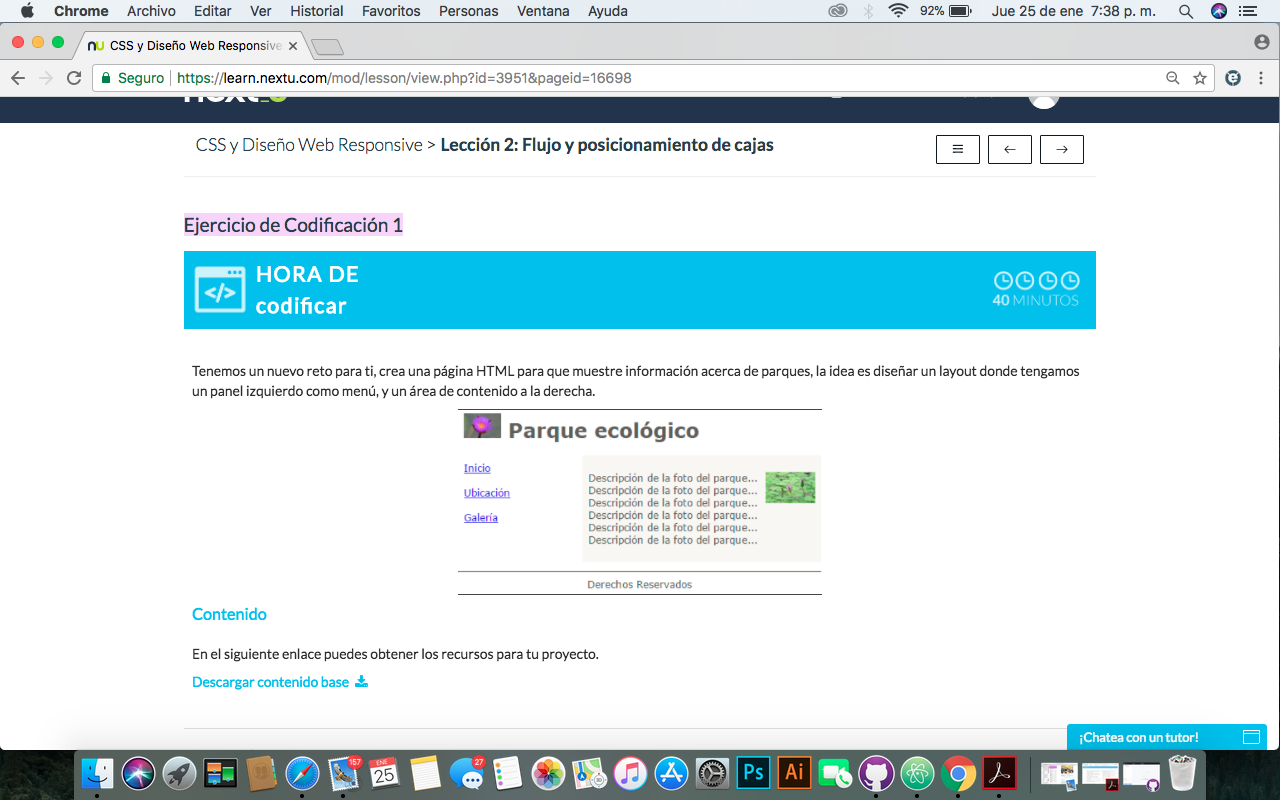 Chrome Archivo Editar Ver Historial Favoritos Personas Ventana Ayuda 92% Jue 25 de ene 7:38 p. m.
nu CSS y Diseño Web Responsive
Seguro https://learn.nextu.com/mod/lesson/view.php?id=3951&pageid=16698
CSS y Diseño Web Responsive > Lección 2: Flujo y posicionamiento de cajas
Ejercicio de Codificación 1
</> HORA DE
codificar
40 MINUTOS
Tenemos un nuevo reto para ti, crea una página HTML para que muestre información acerca de parques, la idea es diseñar un layout donde tengamos
un panel izquierdo como menú, y un área de contenido a la derecha.
Parque ecológico
Inicio
Ubicación
Galería
Descripción de la foto del parque...
Descripción de la foto del parque...
Descripción de la foto del parque...
Descripción de la foto del parque...
Descripción de la foto del parque...
Descripción de la foto del parque...
Derechos Reservados
Contenido
En el siguiente enlace puedes obtener los recursos para tu proyecto.
Descargar contenido base
¡Chatea con un tutor!
157 ENE 25 27 Ps Ai